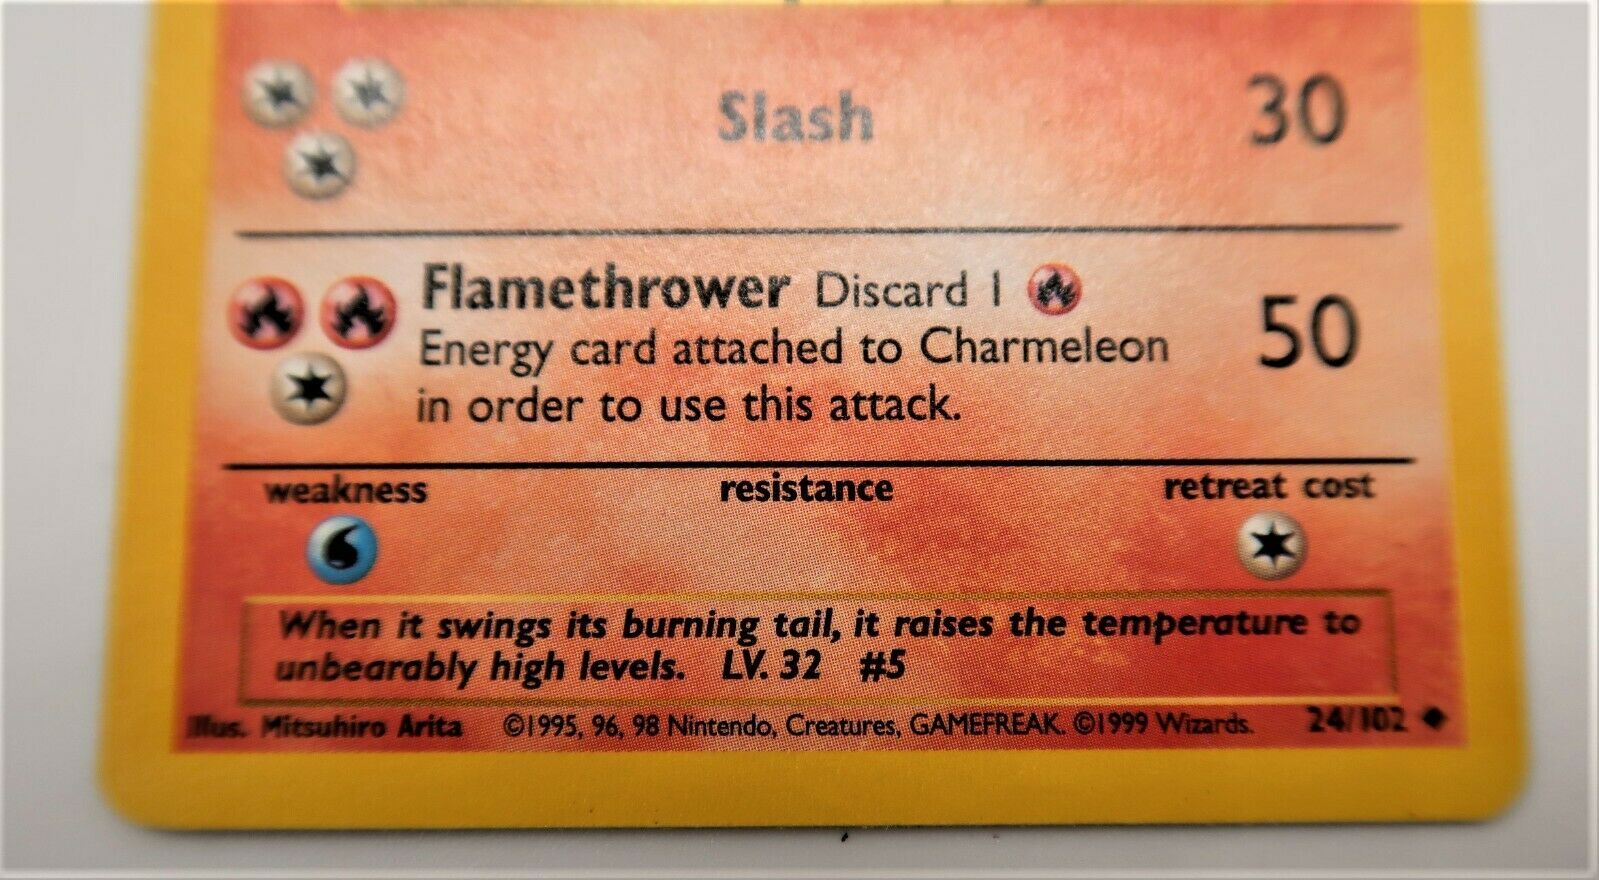 Slash 30
Flamethrower Discard 1
Energy card attached to Charmeleon 50
in order to use this attack.
weakness resistance retreat cost
When it swings its burning tail, it raises the temperature to
unbearably high levels. LV. 32 #5
Illus. Mitsuhiro Arita ©1995, 96, 98 Nintendo, Creatures, GAMEFREAK. ©1999 Wizards. 24/102